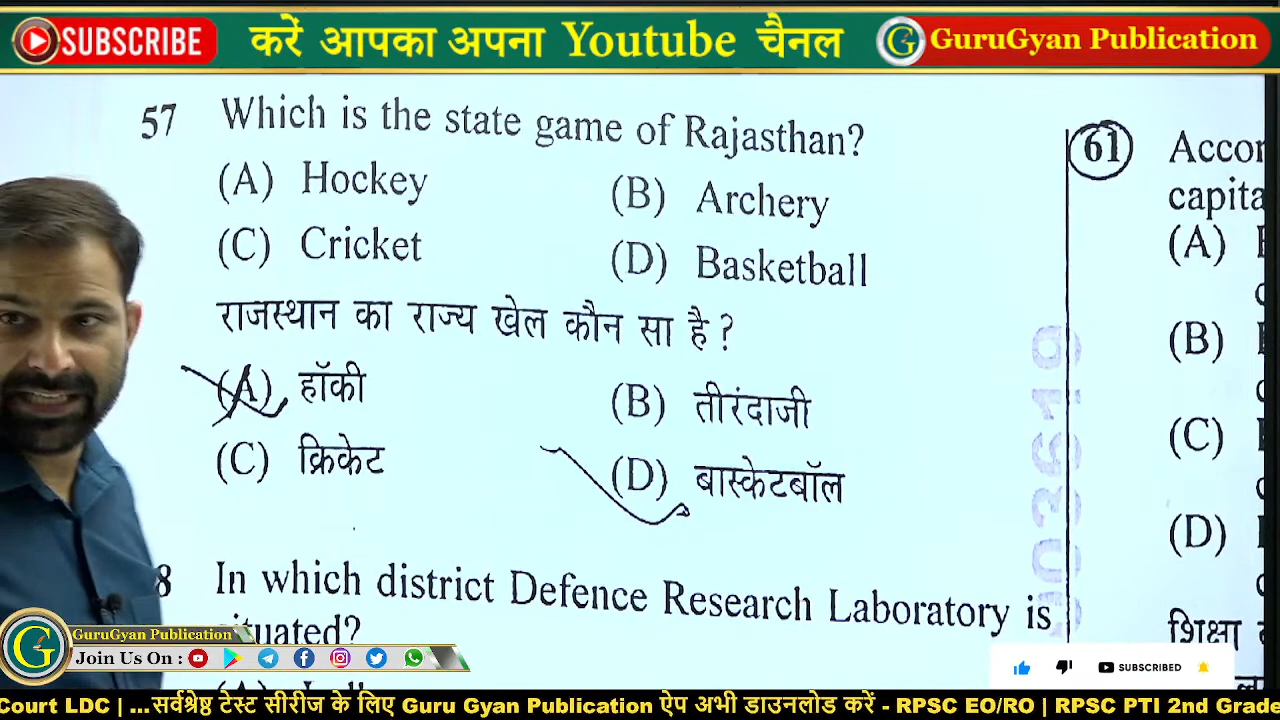 SUBSCRIBE करें आपका अपना Youtube चैनल G GuruGyan Publication
57 Which is the state game of Rajasthan?
(A) Hockey (B) Archery
(C) Cricket (D) Basketball
राजस्थान का राज्य खेल कौन सा है ?
(A) हॉकी (B) तीरंदाजी
(C) क्रिकेट (D) बास्केटबॉल
8 In which district Defence Research Laboratory is
situated?
61 Accor
capita
(A)
(B)
(C)
(D)
शिक्षा
G GuruGyan Publication
Join Us On :
SUBSCRIBED
Court LDC | ...सर्वश्रेष्ठ टेस्ट सीरीज के लिए Guru Gyan Publication ऐप अभी डाउनलोड करें - RPSC EO/RO | RPSC PTI 2nd Grade